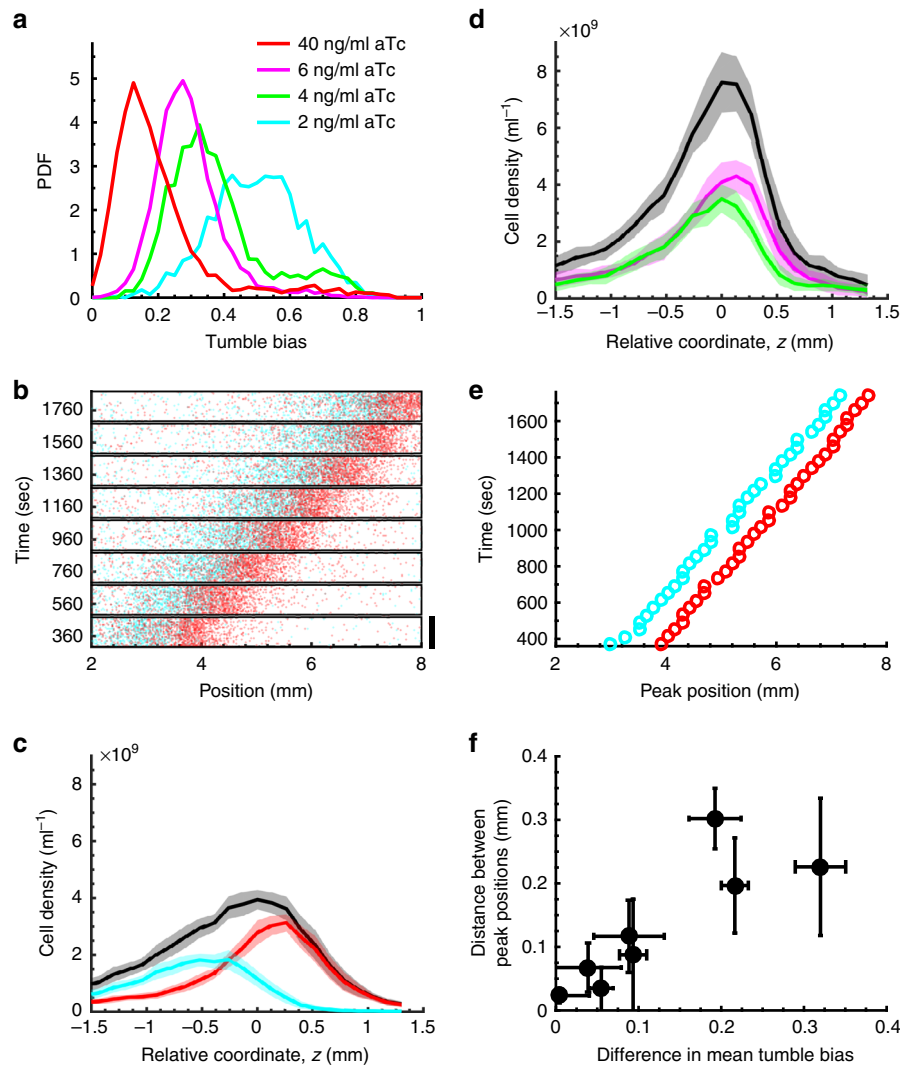 a
40 ng/ml aTc
6 ng/ml aTc
4 ng/ml aTc
2 ng/ml aTc
PDF
5
4
3
2
1
0
0 0.2 0.4 0.6 0.8 1
Tumble bias
b
Time (sec)
1760
1560
1360
1160
960
760
560
360
2 4 6 8
Position (mm)
c
×10⁹
Cell density (ml⁻¹)
8
6
4
2
0
−1.5 −1 −0.5 0 0.5 1 1.5
Relative coordinate, z (mm)
d
×10⁹
Cell density (ml⁻¹)
8
6
4
2
0
−1.5 −1 −0.5 0 0.5 1 1.5
Relative coordinate, z (mm)
e
Time (sec)
1600
1400
1200
1000
800
600
400
2 4 6 8
Peak position (mm)
f
Distance between
peak positions (mm)
0.4
0.3
0.2
0.1
0
0 0.1 0.2 0.3 0.4
Difference in mean tumble bias